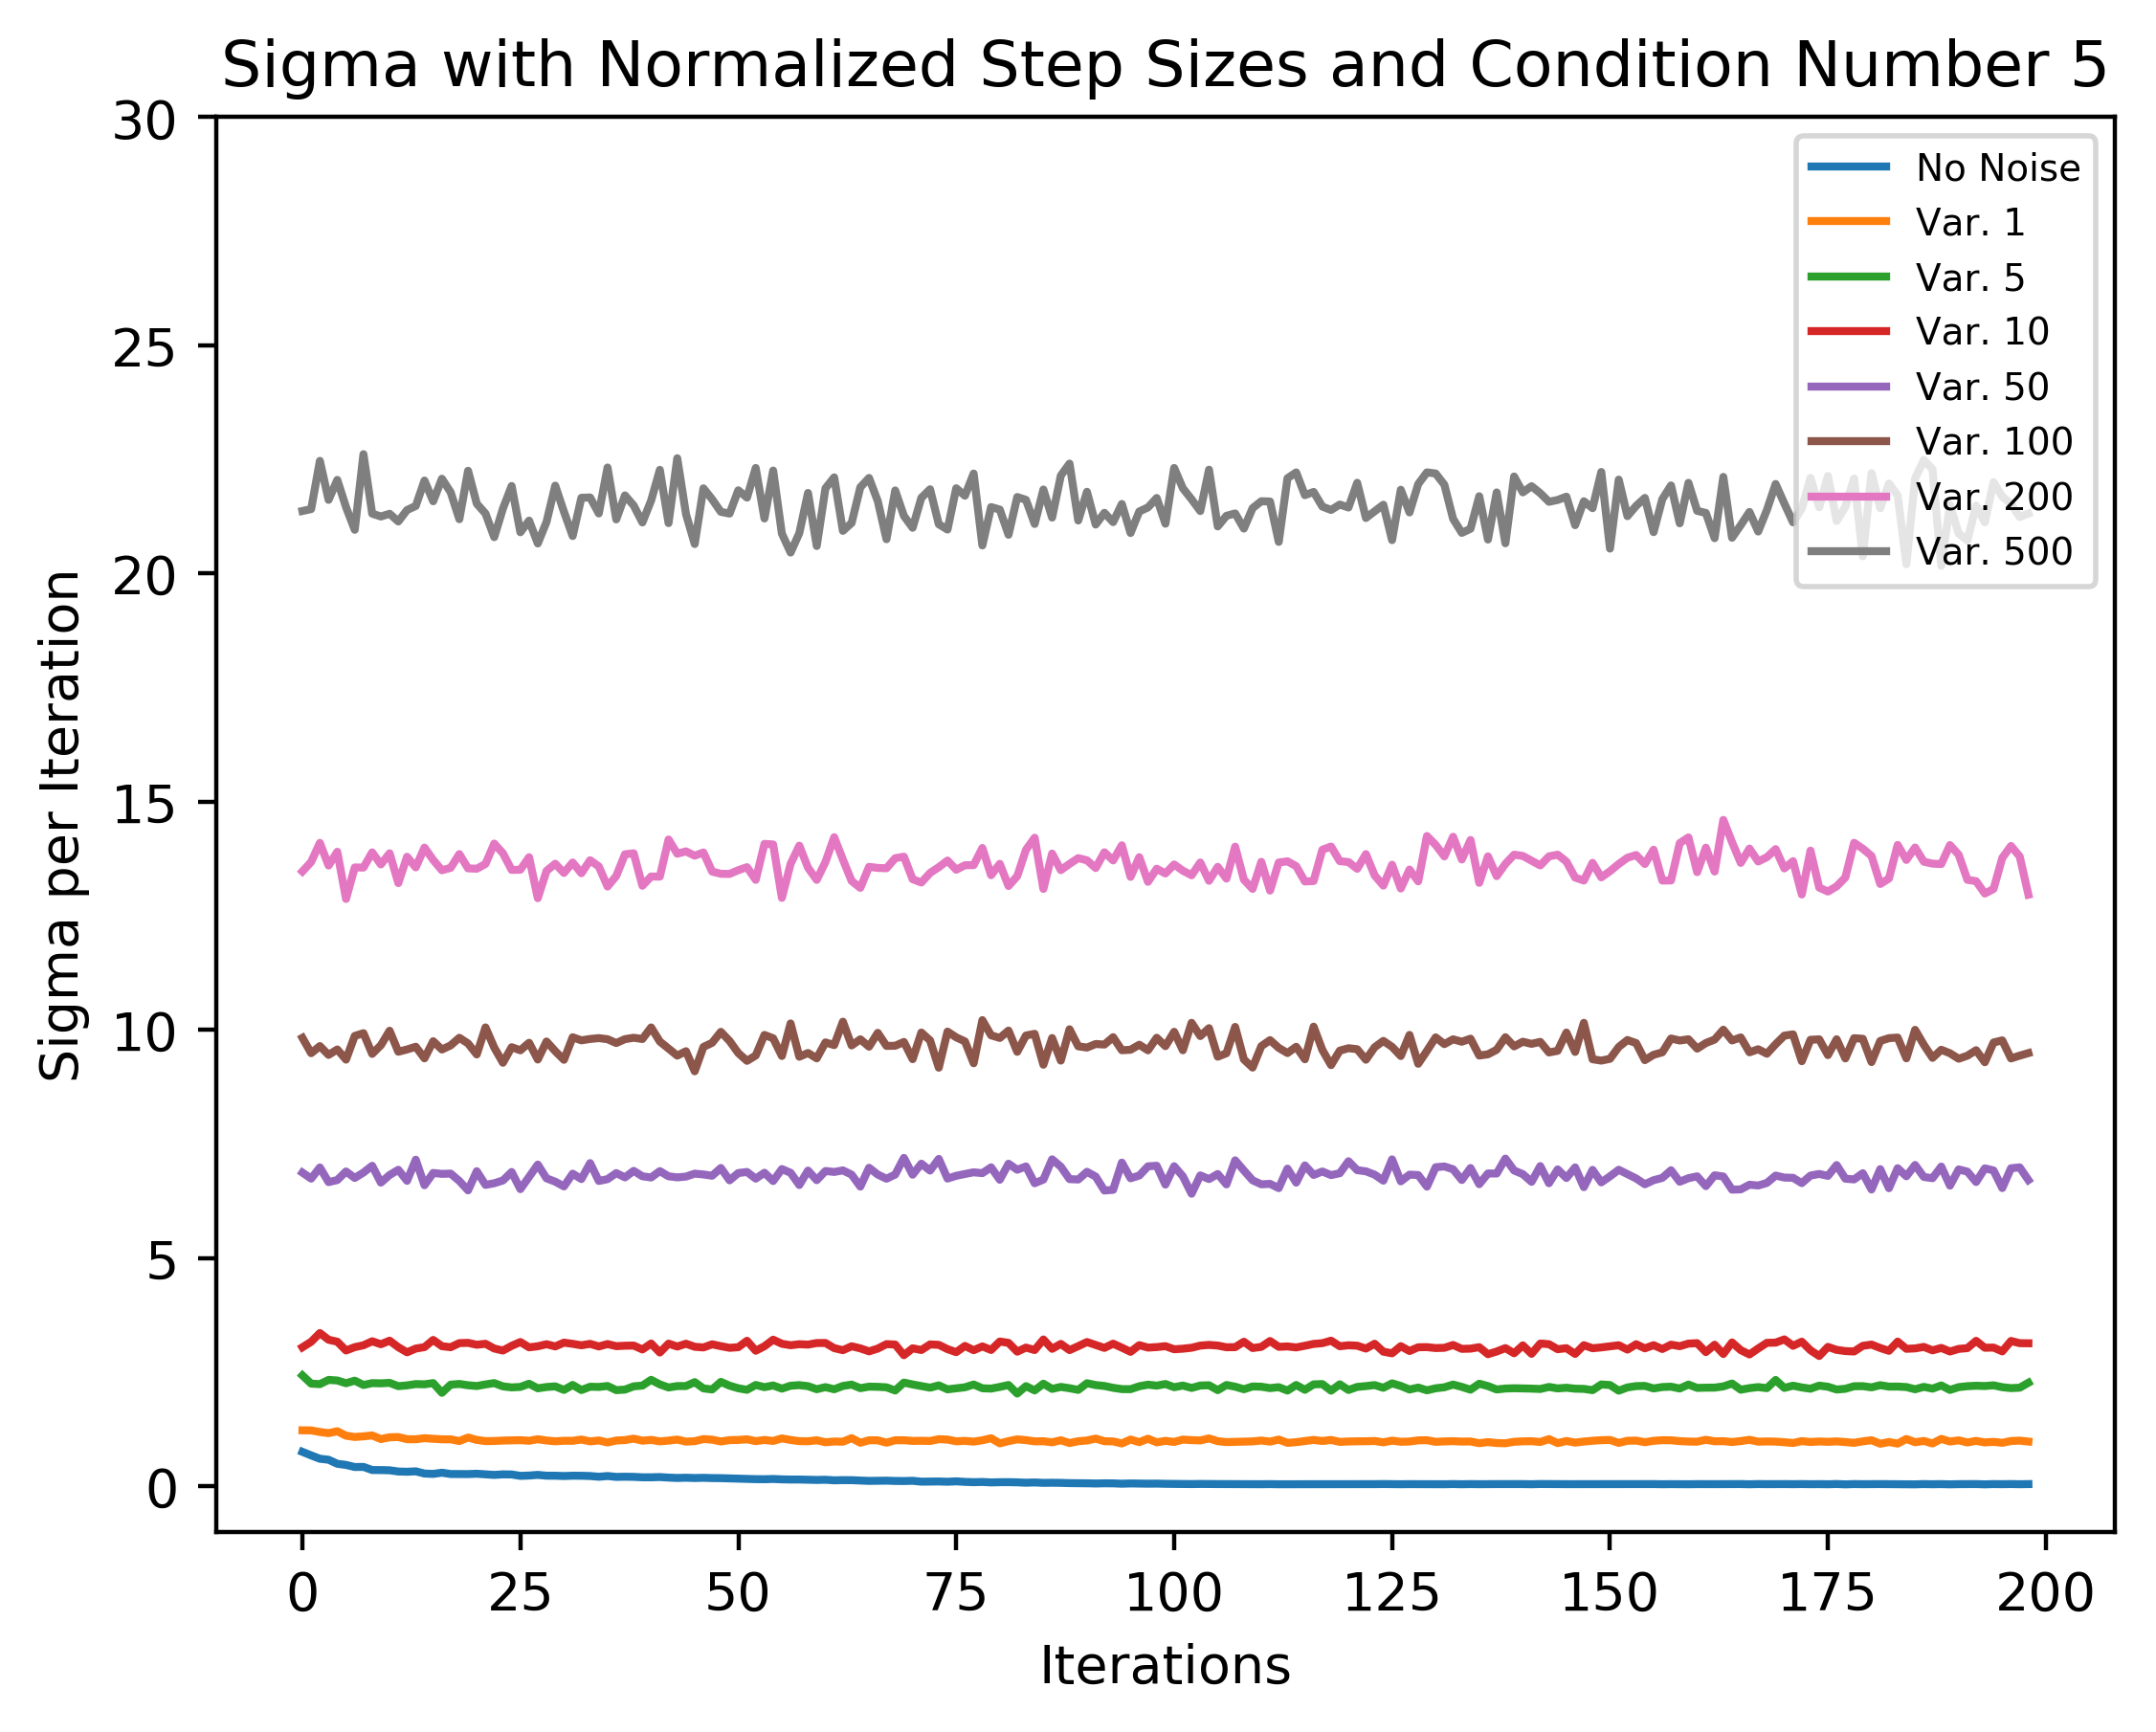 Sigma with Normalized Step Sizes and Condition Number 5
30
25
20
15
10
5
0
Sigma per Iteration
No Noise
Var. 1
Var. 5
Var. 10
Var. 50
Var. 100
Var. 200
Var. 500
0 25 50 75 100 125 150 175 200
Iterations